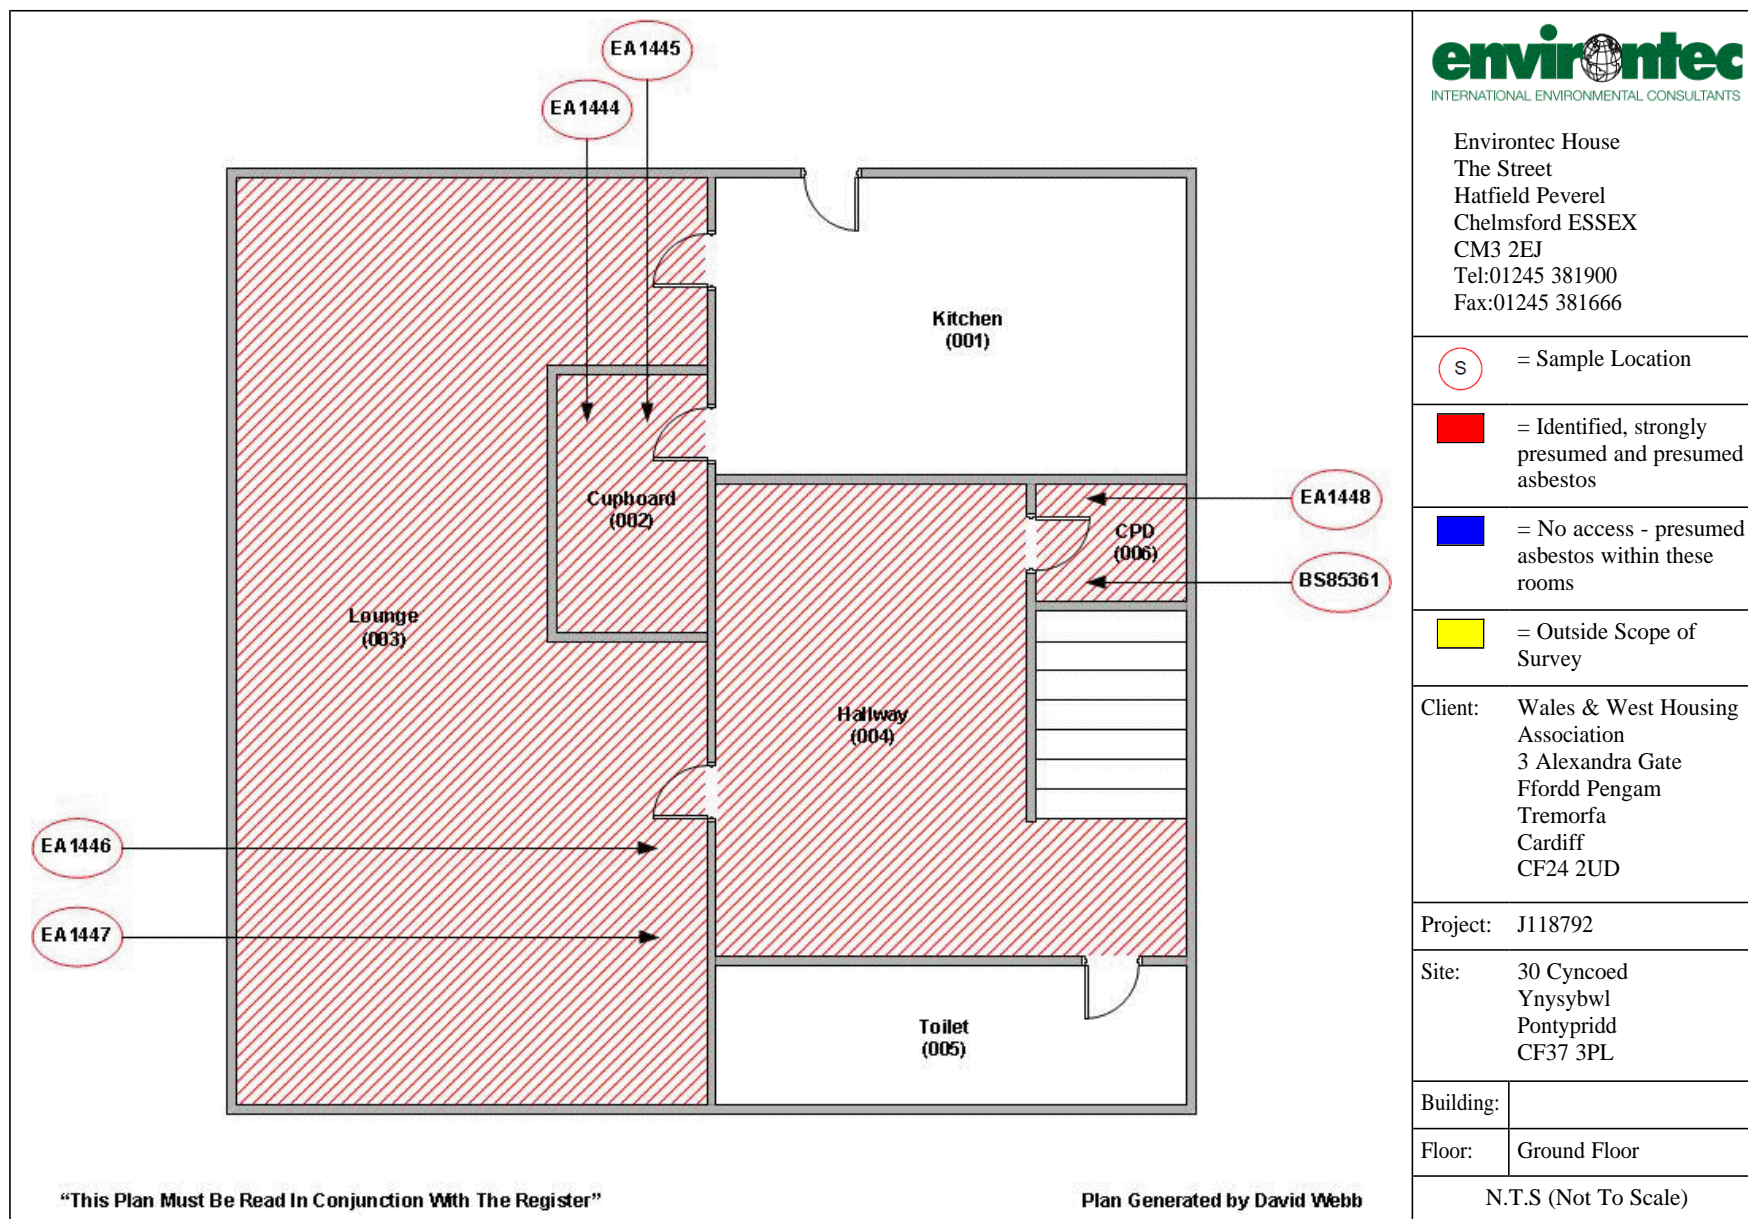 EA1445
EA1444
Kitchen
(001)
Cupboard
(002)
EA1448
CPD
(006)
BS85361
Lounge
(003)
Hallway
(004)
EA1446
EA1447
Toilet
(005)
“This Plan Must Be Read In Conjunction With The Register”
Plan Generated by David Webb
environtec
INTERNATIONAL ENVIRONMENTAL CONSULTANTS
Environtec House
The Street
Hatfield Peverel
Chelmsford ESSEX
CM3 2EJ
Tel:01245 381900
Fax:01245 381666
S = Sample Location
= Identified, strongly
presumed and presumed
asbestos
= No access - presumed
asbestos within these
rooms
= Outside Scope of
Survey
Client: Wales & West Housing
Association
3 Alexandra Gate
Ffordd Pengam
Tremorfa
Cardiff
CF24 2UD
Project: J118792
Site: 30 Cyncoed
Ynysybwl
Pontypridd
CF37 3PL
Building:
Floor: Ground Floor
N.T.S (Not To Scale)